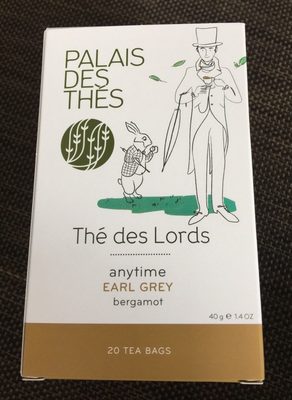 PALAIS
DES
THÉS
Thé des Lords
anytime
EARL GREY
bergamot
40 g ℮ 1.4 OZ
20 TEA BAGS